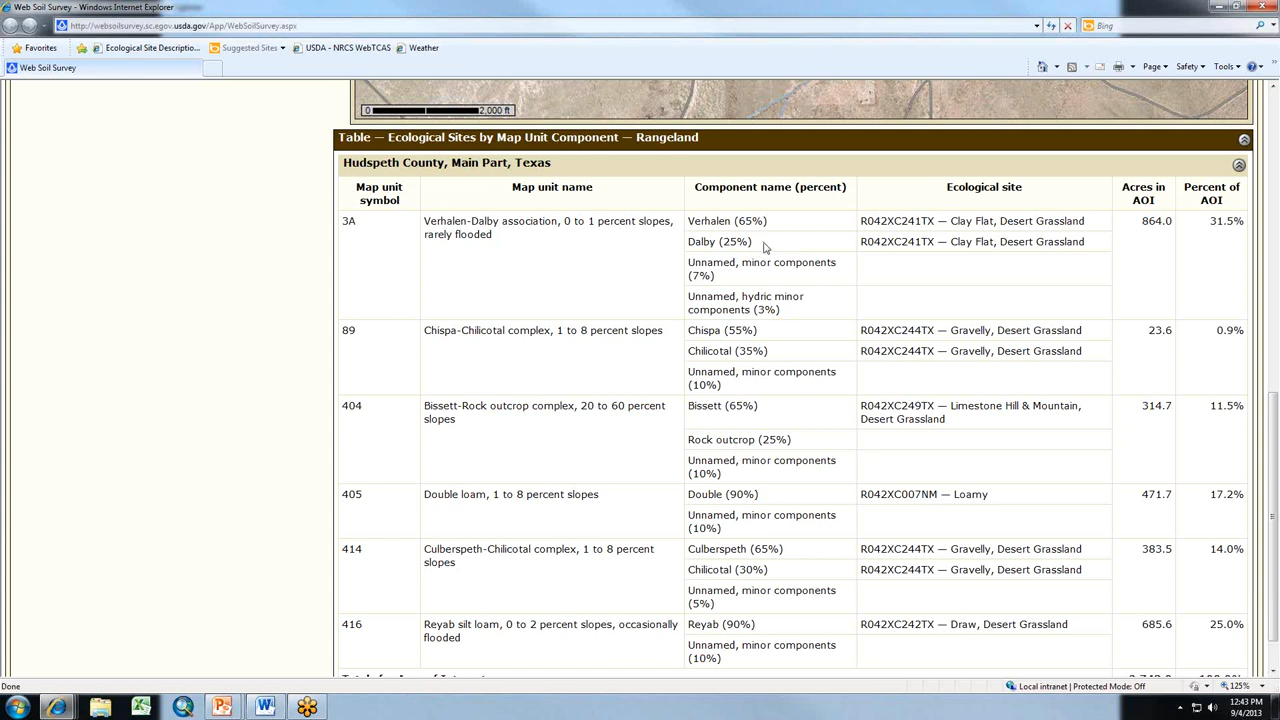 Web Soil Survey - Windows Internet Explorer
http://websoilsurvey.sc.egov.usda.gov/App/WebSoilSurvey.aspx
Bing
Favorites
Ecological Site Descriptio...
Suggested Sites
USDA - NRCS WebTCAS
Weather
Web Soil Survey
Page
Safety
Tools
0 2,000 ft
Table — Ecological Sites by Map Unit Component — Rangeland
Hudspeth County, Main Part, Texas
Map unit symbol
Map unit name
Component name (percent)
Ecological site
Acres in AOI
Percent of AOI
3A
Verhalen-Dalby association, 0 to 1 percent slopes,
rarely flooded
Verhalen (65%)
R042XC241TX — Clay Flat, Desert Grassland
864.0
31.5%
Dalby (25%)
R042XC241TX — Clay Flat, Desert Grassland
Unnamed, minor components
(7%)
Unnamed, hydric minor
components (3%)
89
Chispa-Chilicotal complex, 1 to 8 percent slopes
Chispa (55%)
R042XC244TX — Gravelly, Desert Grassland
23.6
0.9%
Chilicotal (35%)
R042XC244TX — Gravelly, Desert Grassland
Unnamed, minor components
(10%)
404
Bissett-Rock outcrop complex, 20 to 60 percent
slopes
Bissett (65%)
R042XC249TX — Limestone Hill & Mountain,
Desert Grassland
314.7
11.5%
Rock outcrop (25%)
Unnamed, minor components
(10%)
405
Double loam, 1 to 8 percent slopes
Double (90%)
R042XC007NM — Loamy
471.7
17.2%
Unnamed, minor components
(10%)
414
Culberspeth-Chilicotal complex, 1 to 8 percent
slopes
Culberspeth (65%)
R042XC244TX — Gravelly, Desert Grassland
383.5
14.0%
Chilicotal (30%)
R042XC244TX — Gravelly, Desert Grassland
Unnamed, minor components
(5%)
416
Reyab silt loam, 0 to 2 percent slopes, occasionally
flooded
Reyab (90%)
R042XC242TX — Draw, Desert Grassland
685.6
25.0%
Unnamed, minor components
(10%)
Done
Local intranet | Protected Mode: Off
125%
12:43 PM
9/4/2013